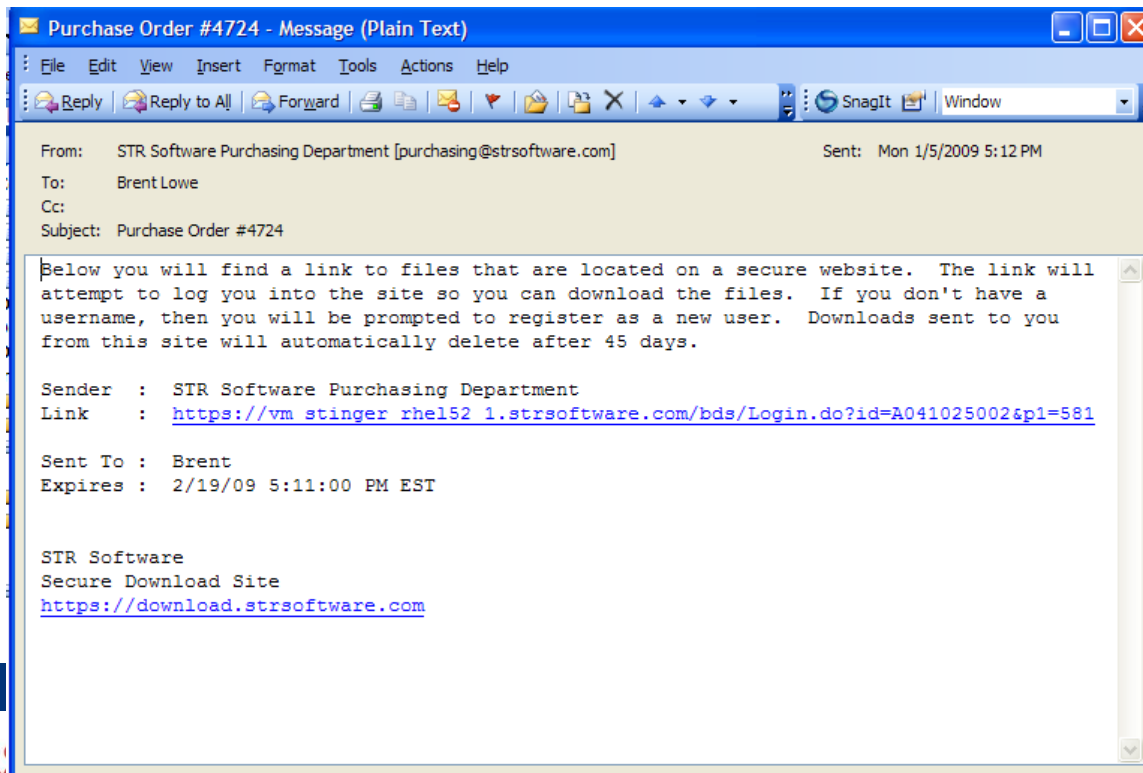 Purchase Order #4724 - Message (Plain Text)
File Edit View Insert Format Tools Actions Help
Reply Reply to All Forward SnagIt Window
From: STR Software Purchasing Department [purchasing@strsoftware.com] Sent: Mon 1/5/2009 5:12 PM
To: Brent Lowe
Cc:
Subject: Purchase Order #4724
Below you will find a link to files that are located on a secure website. The link will
attempt to log you into the site so you can download the files. If you don't have a
username, then you will be prompted to register as a new user. Downloads sent to you
from this site will automatically delete after 45 days.
Sender : STR Software Purchasing Department
Link : https://vm_stinger_rhel52_1.strsoftware.com/bds/Login.do?id=A041025002&p1=581
Sent To : Brent
Expires : 2/19/09 5:11:00 PM EST
STR Software
Secure Download Site
https://download.strsoftware.com